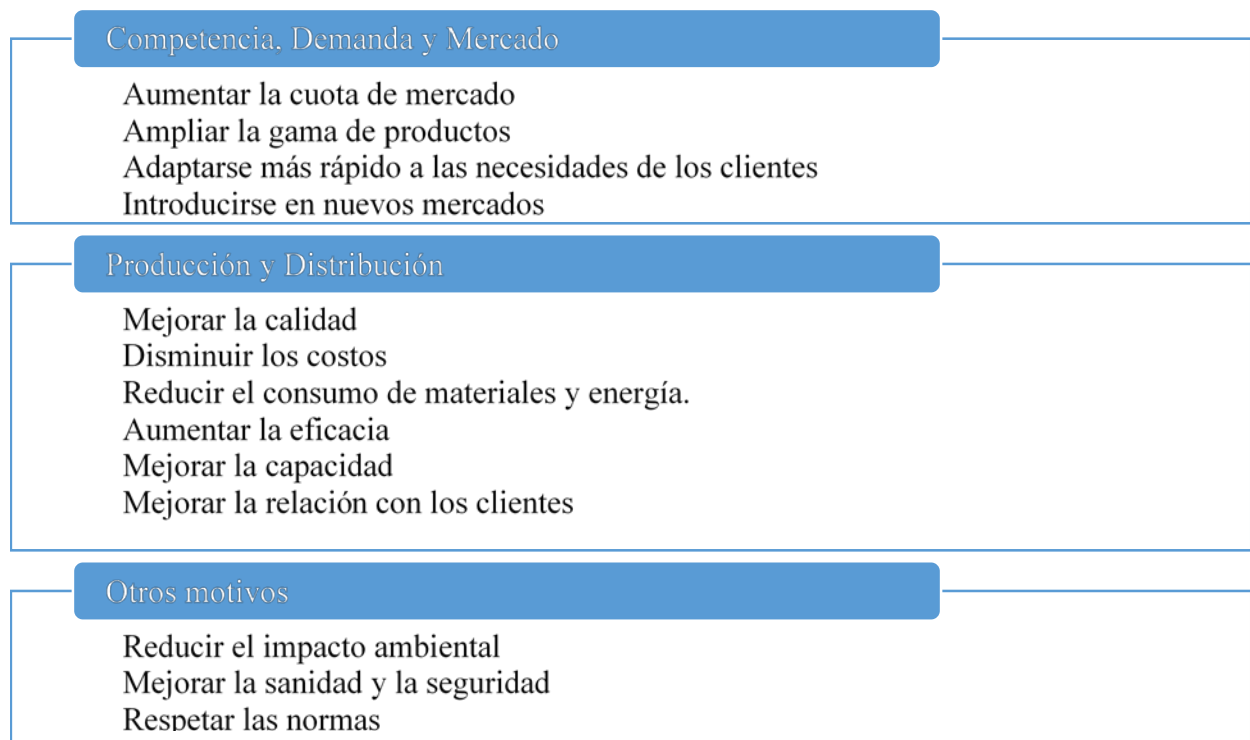 Competencia, Demanda y Mercado
Aumentar la cuota de mercado
Ampliar la gama de productos
Adaptarse más rápido a las necesidades de los clientes
Introducirse en nuevos mercados
Producción y Distribución
Mejorar la calidad
Disminuir los costos
Reducir el consumo de materiales y energía.
Aumentar la eficacia
Mejorar la capacidad
Mejorar la relación con los clientes
Otros motivos
Reducir el impacto ambiental
Mejorar la sanidad y la seguridad
Respetar las normas